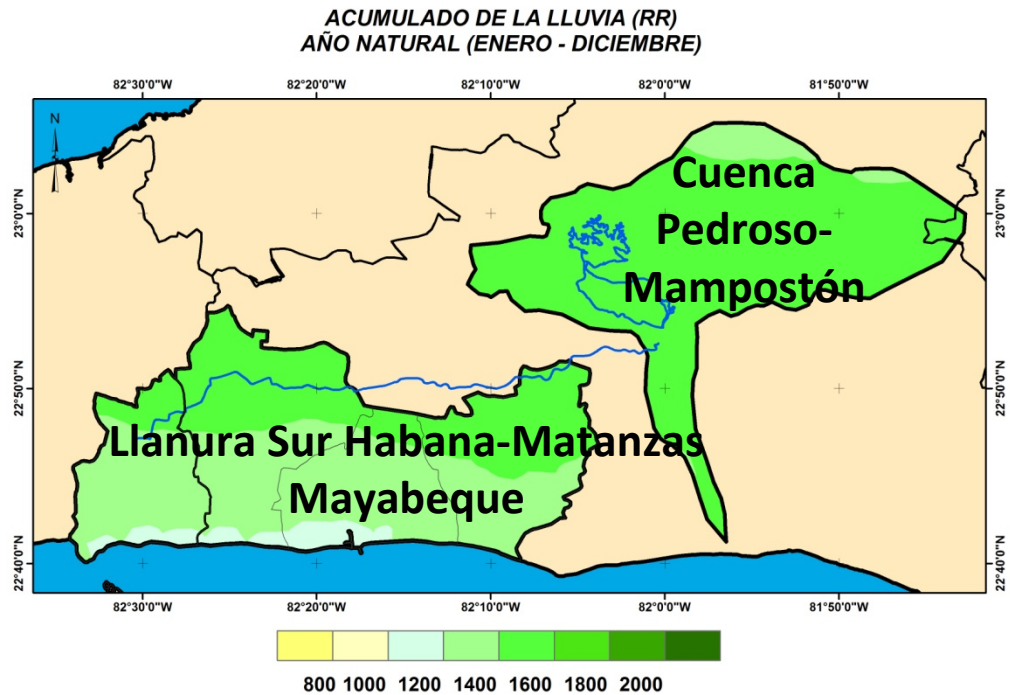 ACUMULADO DE LA LLUVIA (RR)
AÑO NATURAL (ENERO - DICIEMBRE)
82°30'0"W 82°20'0"W 82°10'0"W 82°0'0"W 81°50'0"W
N
23°0'0"N 23°0'0"N
22°50'0"N 22°50'0"N
22°40'0"N 22°40'0"N
Cuenca
Pedroso-
Mampostón
Llanura Sur Habana-Matanzas
Mayabeque
82°30'0"W 82°20'0"W 82°10'0"W 82°0'0"W 81°50'0"W
800 1000 1200 1400 1600 1800 2000